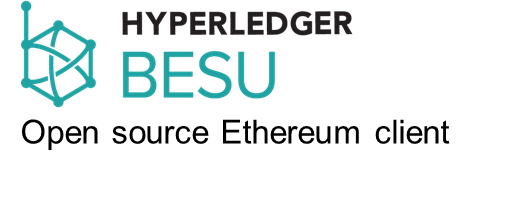 HYPERLEDGER
BESU
Open source Ethereum client